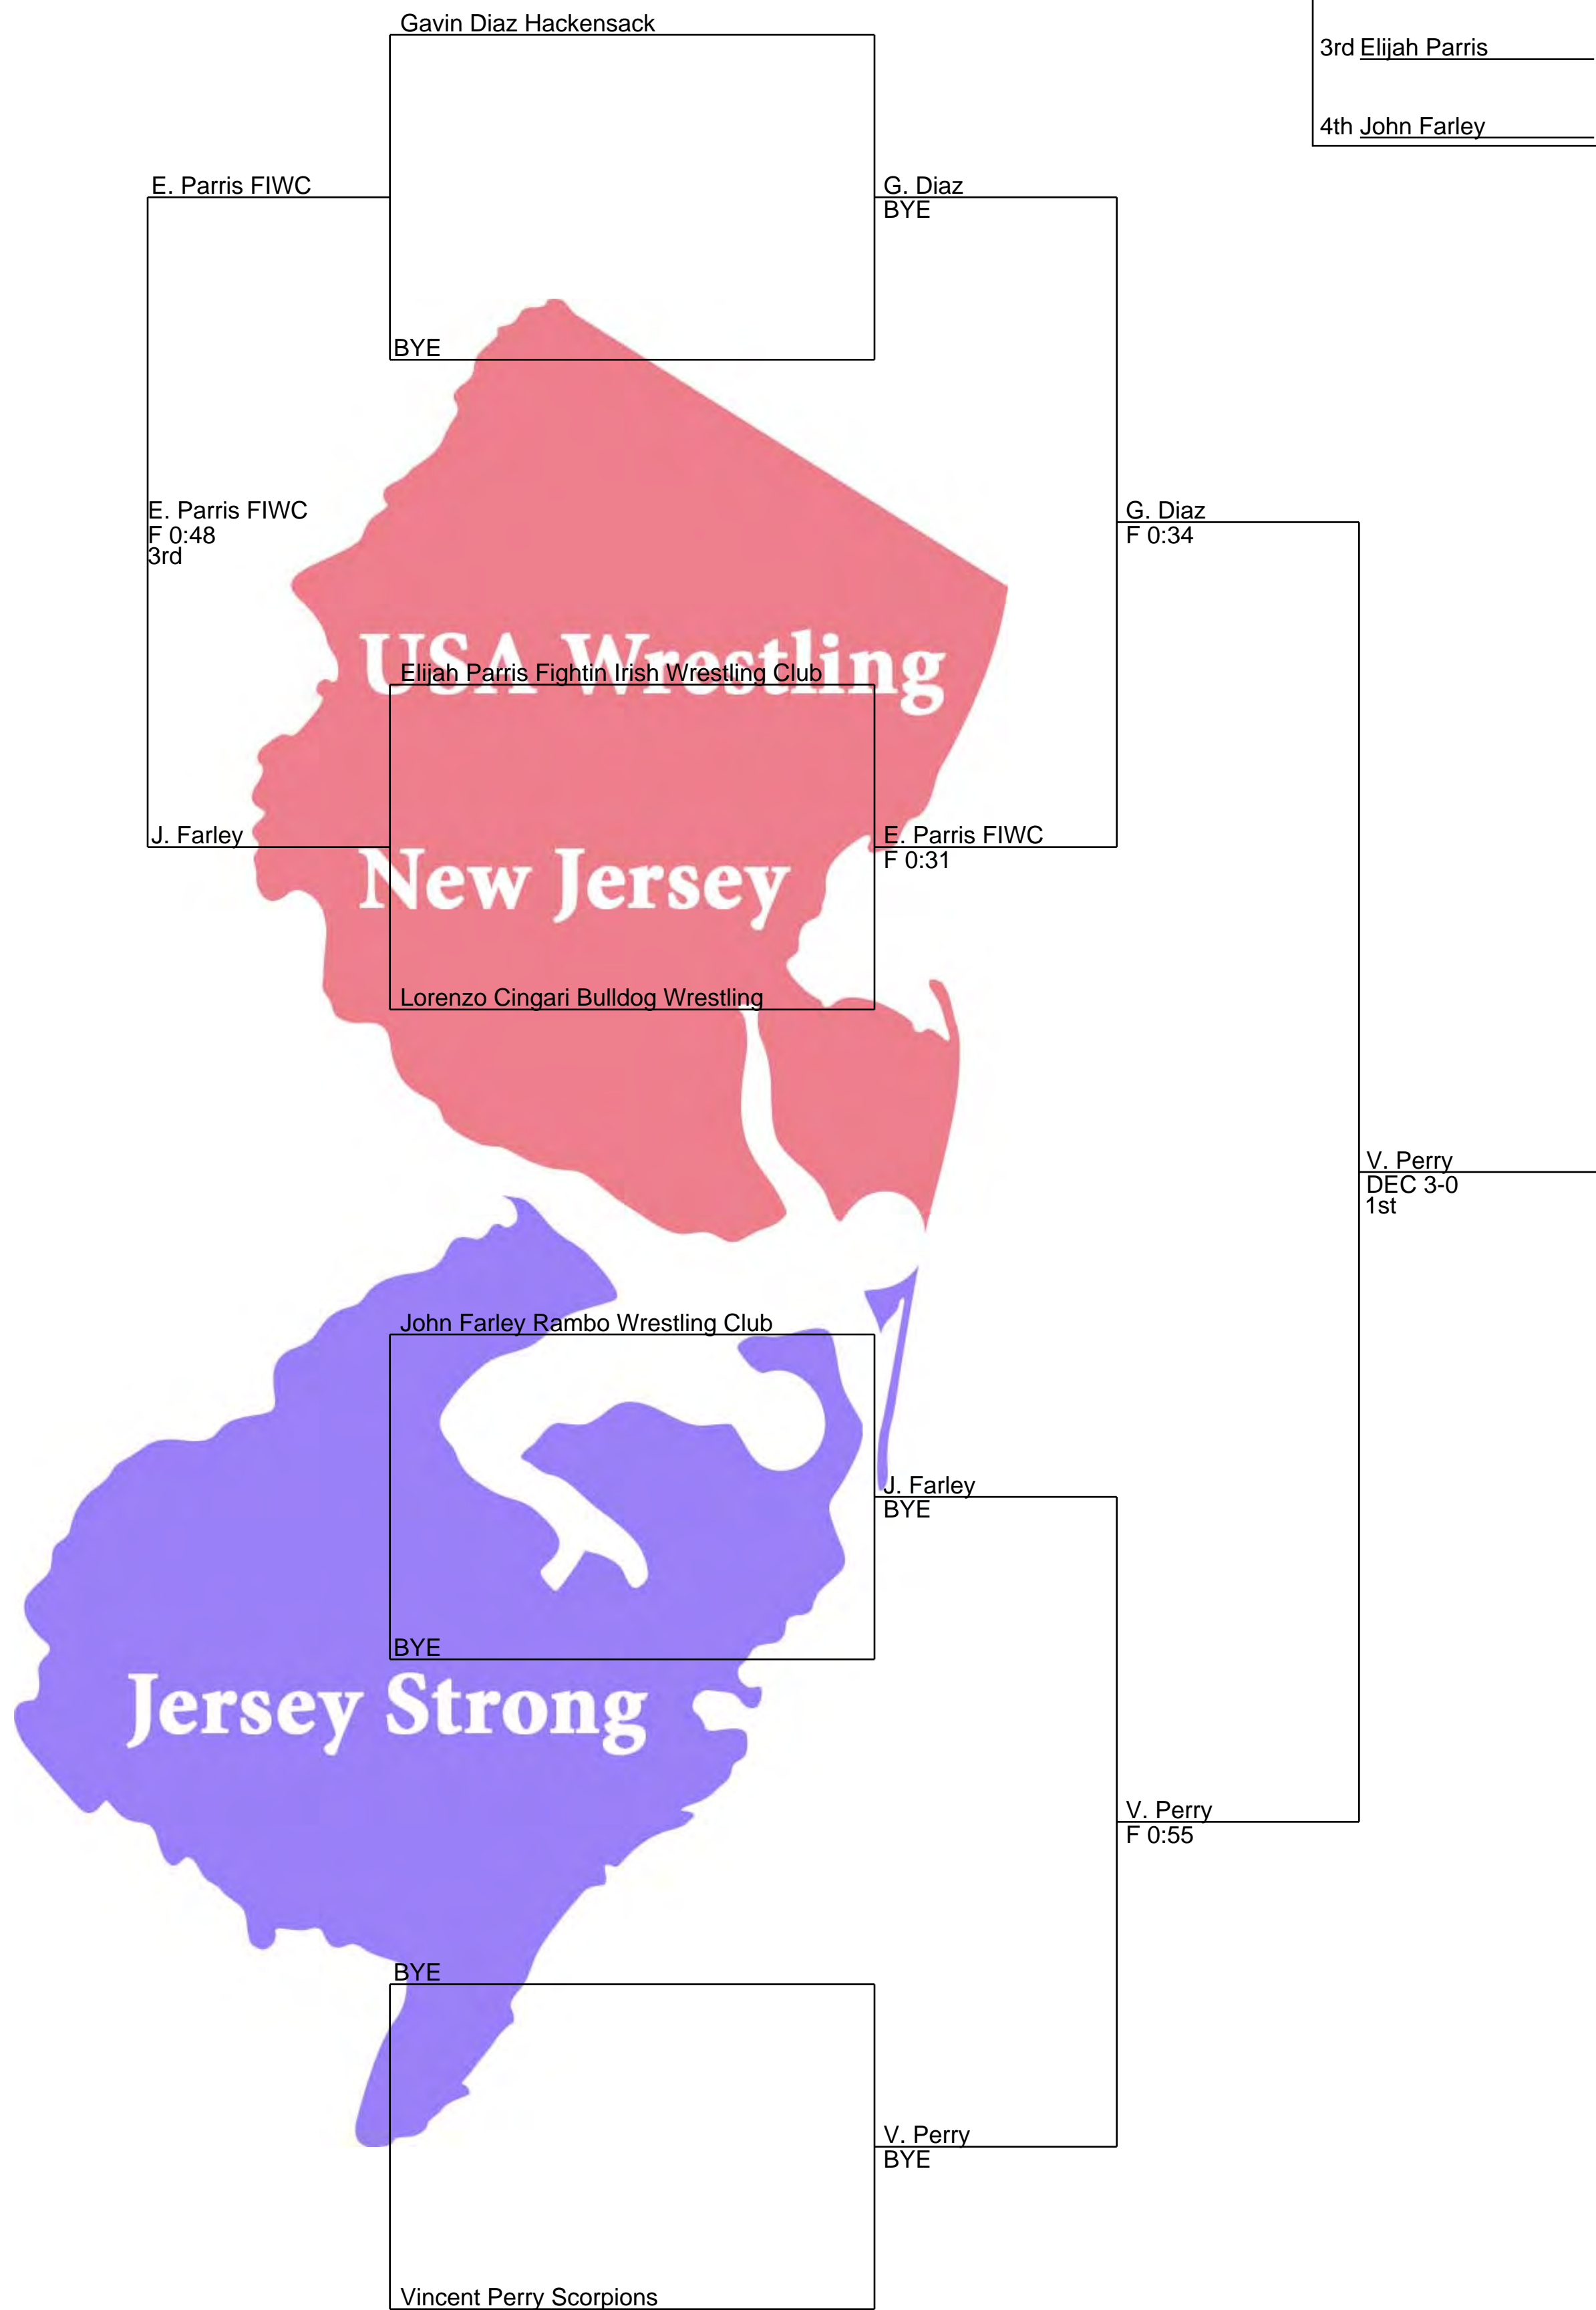 Gavin Diaz Hackensack
3rd Elijah Parris
4th John Farley
E. Parris FIWC
G. Diaz
BYE
BYE
E. Parris FIWC
F 0:48
3rd
G. Diaz
F 0:34
USA Wrestling
Elijah Parris Fightin Irish Wrestling Club
J. Farley
E. Parris FIWC
F 0:31
New Jersey
Lorenzo Cingari Bulldog Wrestling
V. Perry
DEC 3-0
1st
John Farley Rambo Wrestling Club
J. Farley
BYE
BYE
Jersey Strong
V. Perry
F 0:55
BYE
V. Perry
BYE
Vincent Perry Scorpions